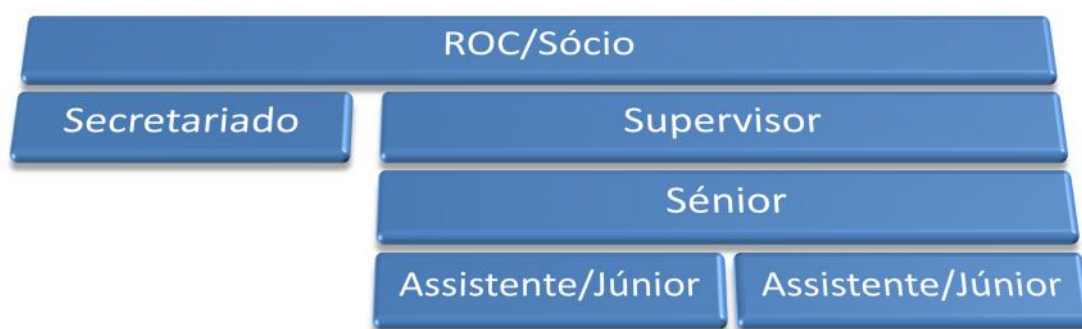 ROC/Sócio
Secretariado
Supervisor
Sénior
Assistente/Júnior
Assistente/Júnior